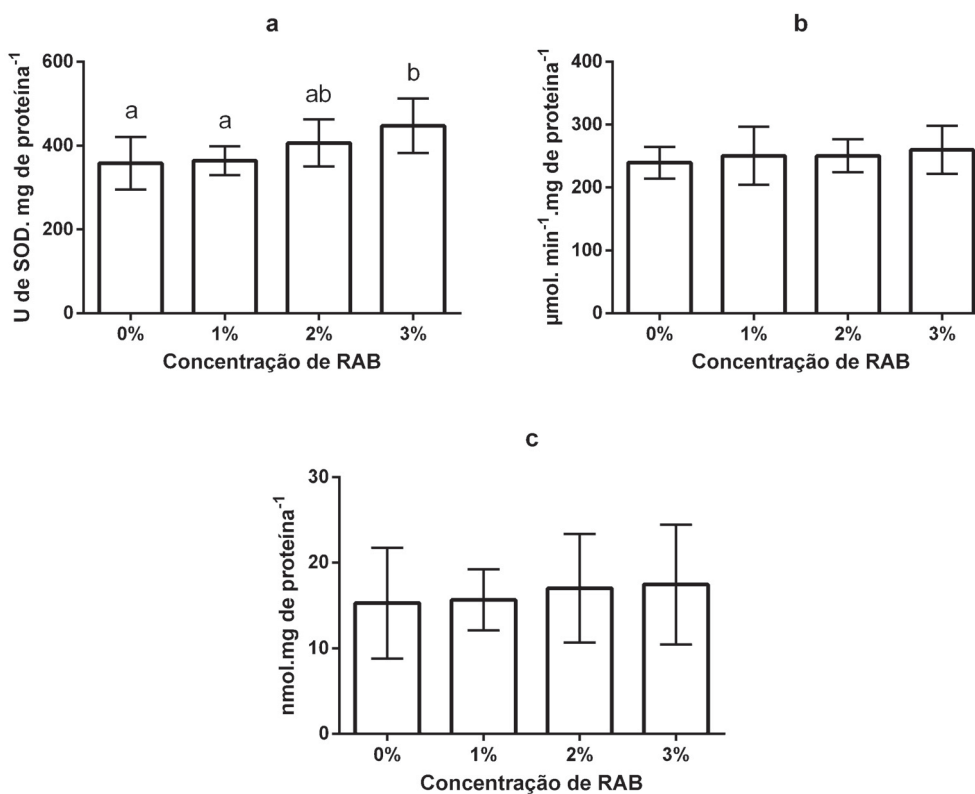 a
U de SOD. mg de proteína⁻¹
600
400
200
0
a
a
ab
b
0% 1% 2% 3%
Concentração de RAB
b
µmol. min⁻¹.mg de proteína⁻¹
400
300
200
100
0
0% 1% 2% 3%
Concentração de RAB
c
nmol.mg de proteína⁻¹
30
20
10
0
0% 1% 2% 3%
Concentração de RAB